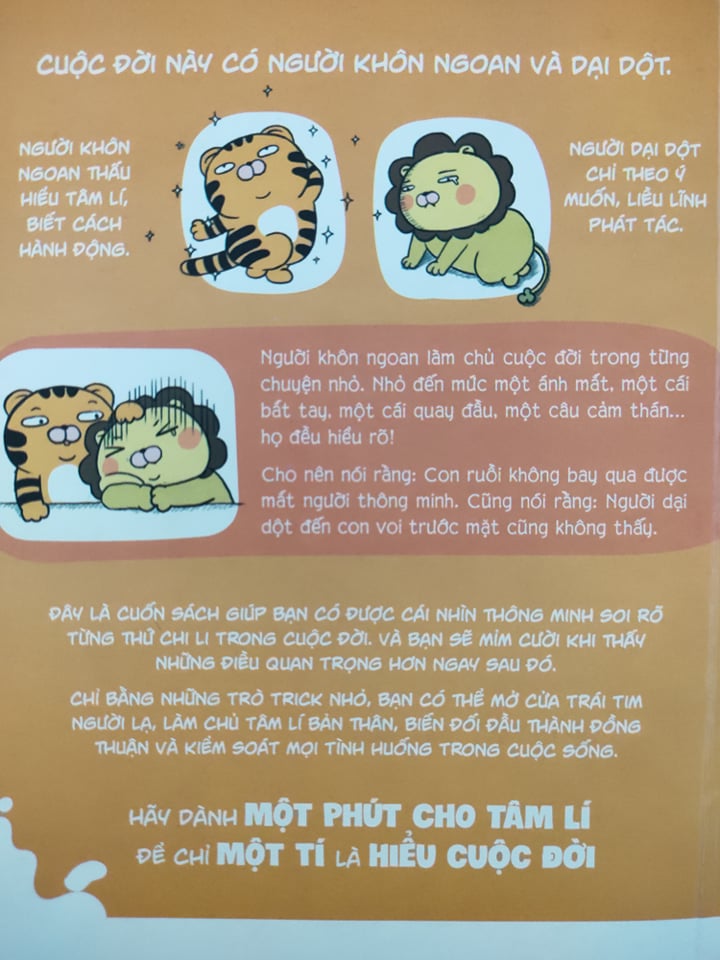 CUỘC ĐỜI NÀY CÓ NGƯỜI KHÔN NGOAN VÀ DẠI DỘT.
NGƯỜI KHÔN
NGOAN THẤU
HIỂU TÂM LÍ,
BIẾT CÁCH
HÀNH ĐỘNG.
NGƯỜI DẠI DỘT
CHỈ THEO Ý
MUỐN, LIỀU LĨNH
PHÁT TÁC.
Người khôn ngoan làm chủ cuộc đời trong từng
chuyện nhỏ. Nhỏ đến mức một ánh mắt, một cái
bắt tay, một cái quay đầu, một câu cảm thán...
họ đều hiểu rõ!
Cho nên nói rằng: Con ruồi không bay qua được
mắt người thông minh. Cũng nói rằng: Người dại
dột đến con voi trước mặt cũng không thấy.
ĐÂY LÀ CUỐN SÁCH GIÚP BẠN CÓ ĐƯỢC CÁI NHÌN THÔNG MINH SOI RÕ
TỪNG THỨ CHI LI TRONG CUỘC ĐỜI. VÀ BẠN SẼ MỈM CƯỜI KHI THẤY
NHỮNG ĐIỀU QUAN TRỌNG HƠN NGAY SAU ĐÓ.
CHỈ BẰNG NHỮNG TRÒ TRICK NHỎ, BẠN CÓ THỂ MỞ CỬA TRÁI TIM
NGƯỜI LẠ, LÀM CHỦ TÂM LÍ BẢN THÂN, BIẾN ĐỐI ĐẦU THÀNH ĐỒNG
THUẬN VÀ KIỂM SOÁT MỌI TÌNH HUỐNG TRONG CUỘC SỐNG.
HÃY DÀNH MỘT PHÚT CHO TÂM LÍ
ĐỂ CHỈ MỘT TÍ LÀ HIỂU CUỘC ĐỜI